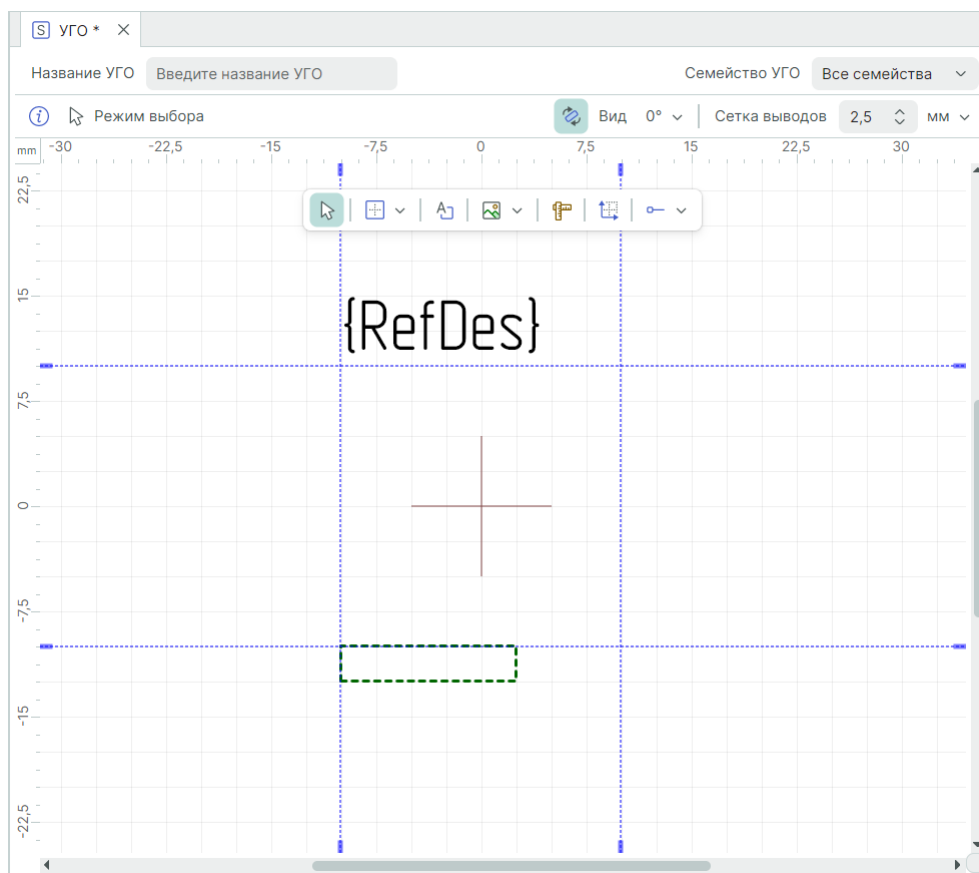 S УГО *
Название УГО Введите название УГО Семейство УГО Все семейства
i Режим выбора Вид 0° Сетка выводов 2,5 мм
mm -30 -22,5 -15 -7,5 0 7,5 15 22,5 30
22,5
A
15
{RefDes}
7,5
0
-7,5
-15
-22,5